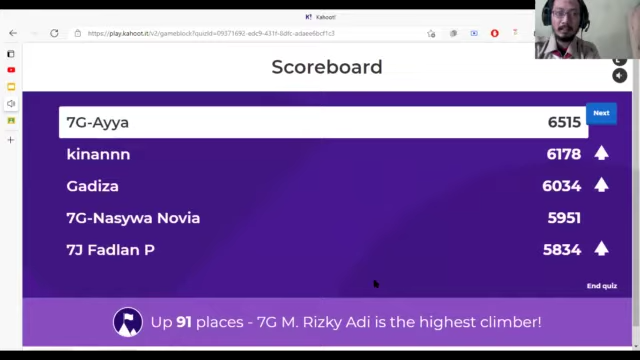 Kahoot!
https://play.kahoot.it/v2/gameblock?quizId=09371692-edc9-431f-8dfc-adaee6bcf1c3
Scoreboard
7G-Ayya 6515
Next
kinannn 6178
Gadiza 6034
7G-Nasywa Novia 5951
7J Fadlan P 5834
End quiz
Up 91 places - 7G M. Rizky Adi is the highest climber!